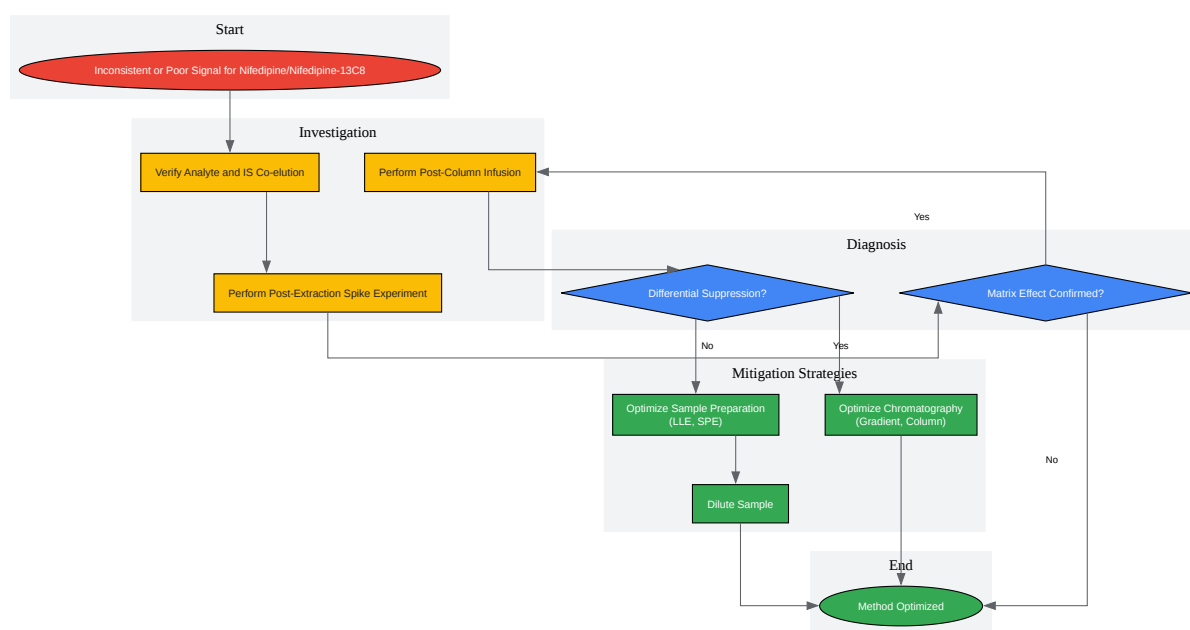 Start
Inconsistent or Poor Signal for Nifedipine/Nifedipine-13C8
Investigation
Verify Analyte and IS Co-elution
Perform Post-Column Infusion
Yes
Diagnosis
Perform Post-Extraction Spike Experiment
Differential Suppression?
Matrix Effect Confirmed?
No
Yes
Mitigation Strategies
Optimize Sample Preparation
(LLE, SPE)
Optimize Chromatography
(Gradient, Column)
No
Dilute Sample
End
Method Optimized